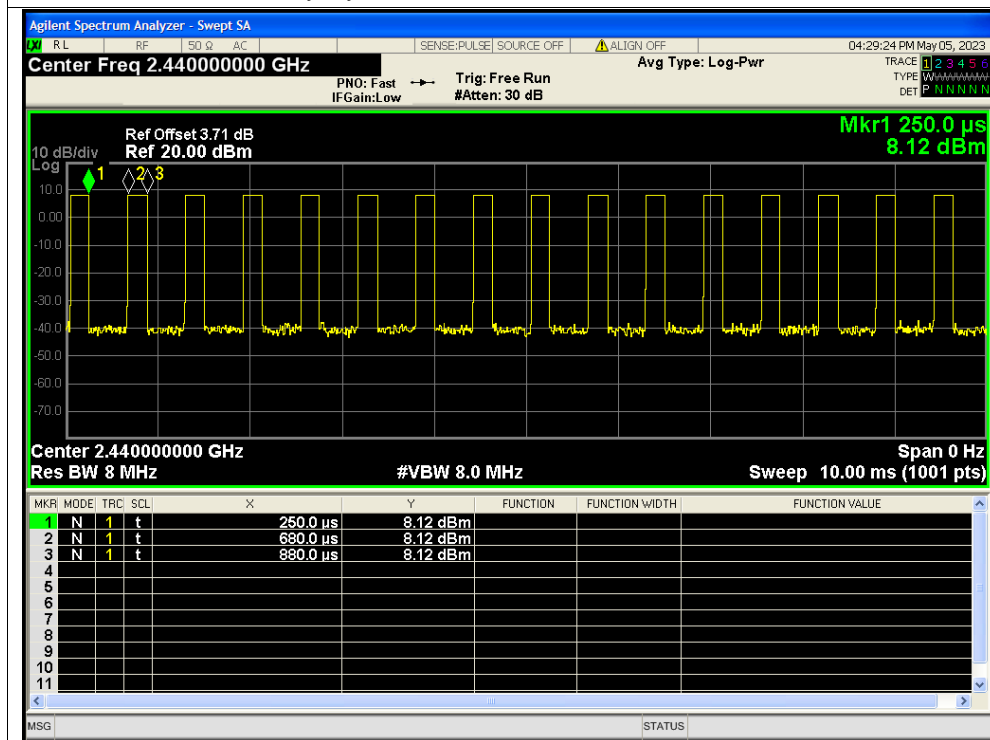 Agilent Spectrum Analyzer - Swept SA
LXI RL RF 50 Ω AC SENSE:PULSE SOURCE OFF ALIGN OFF 04:29:24 PM May 05, 2023
Center Freq 2.440000000 GHz
Avg Type: Log-Pwr
TRACE 1 2 3 4 5 6
PNO: Fast Trig: Free Run
TYPE
IFGain:Low #Atten: 30 dB
DET P N N N N N
Mkr1 250.0 µs
8.12 dBm
Ref Offset 3.71 dB
10 dB/div Ref 20.00 dBm
Log
1 2 3
10.0
0.00
-10.0
-20.0
-30.0
-40.0
-50.0
-60.0
-70.0
Center 2.440000000 GHz Span 0 Hz
Res BW 8 MHz #VBW 8.0 MHz Sweep 10.00 ms (1001 pts)
MKR MODE TRC SCL X Y FUNCTION FUNCTION WIDTH FUNCTION VALUE
1 N 1 t 250.0 µs 8.12 dBm
2 N 1 t 680.0 µs 8.12 dBm
3 N 1 t 880.0 µs 8.12 dBm
4
5
6
7
8
9
10
11
MSG STATUS